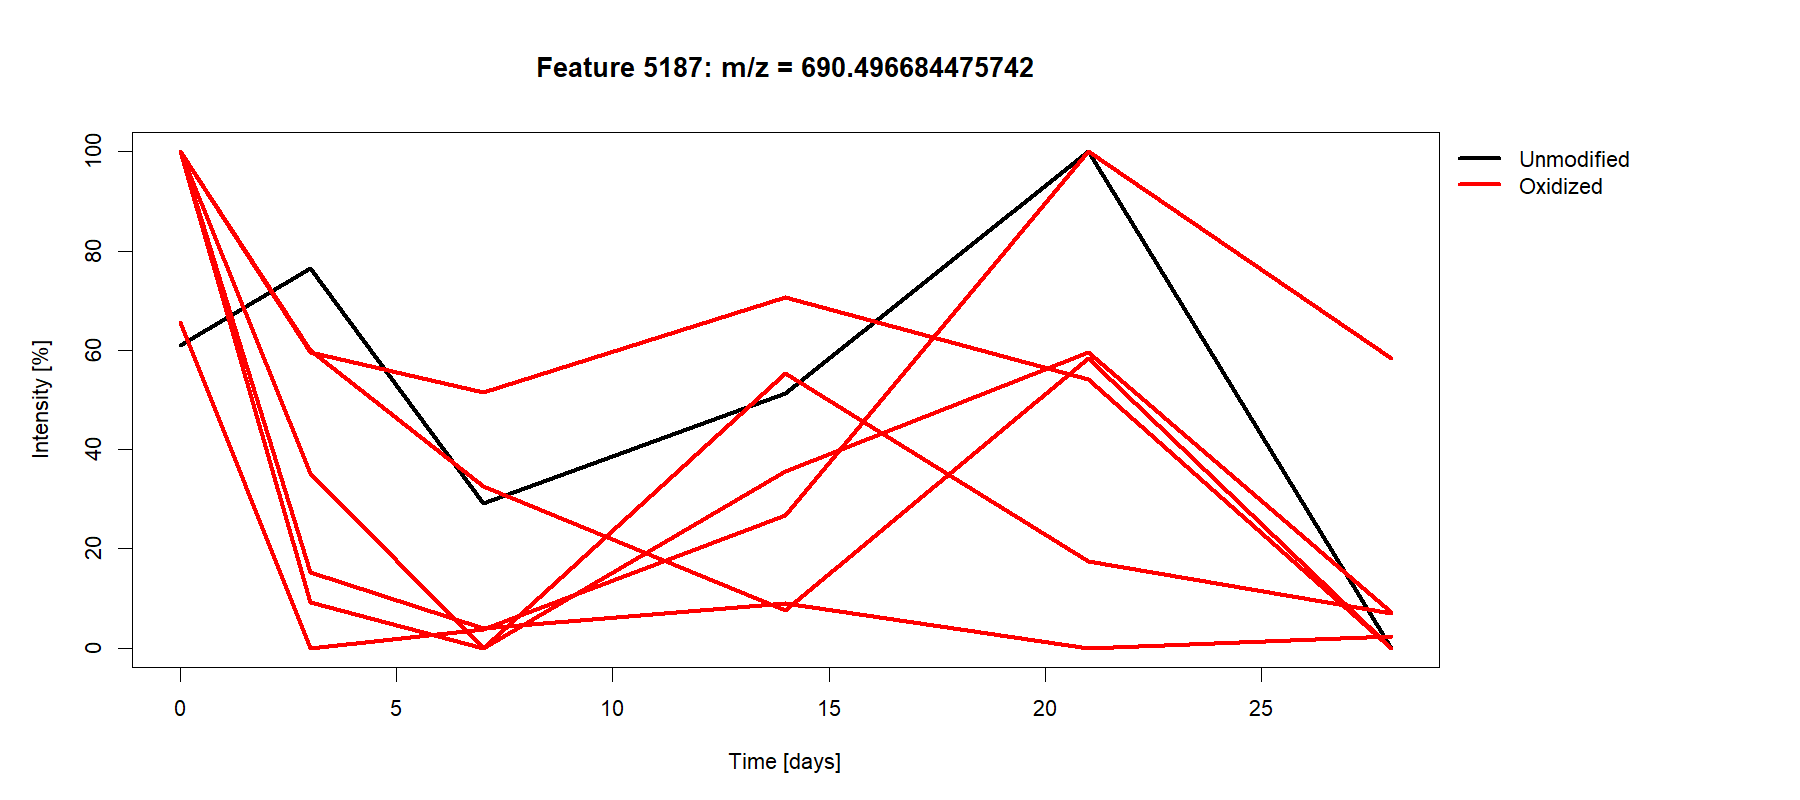 Feature 5187: m/z = 690.496684475742
Unmodified
Oxidized
Intensity [%]
100
80
60
40
20
0
0 5 10 15 20 25
Time [days]